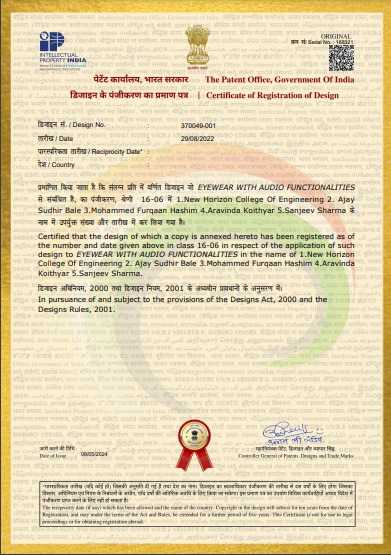 INTELLECTUAL
PROPERTY INDIA
ORIGINAL
क्रम सं/ Serial No. : 168321
पेटेंट कार्यालय, भारत सरकार | The Patent Office, Government Of India
डिजाइन के पंजीकरण का प्रमाण पत्र | Certificate of Registration of Design
डिजाइन सं. / Design No. : 370049-001
तारीख / Date : 29/08/2022
पारस्परिकता तारीख / Reciprocity Date* :
देश / Country :
प्रमाणित किया जाता है कि संलग्न प्रति में वर्णित डिजाइन जो EYEWEAR WITH AUDIO FUNCTIONALITIES
से संबंधित है, का पंजीकरण, श्रेणी 16-06 में 1.New Horizon College Of Engineering 2. Ajay
Sudhir Bale 3.Mohammed Furqaan Hashim 4.Aravinda Koithyar 5.Sanjeev Sharma के
नाम में उपर्युक्त संख्या और तारीख में कर लिया गया है।
Certified that the design of which a copy is annexed hereto has been registered as of
the number and date given above in class 16-06 in respect of the application of such
design to EYEWEAR WITH AUDIO FUNCTIONALITIES in the name of 1.New Horizon
College Of Engineering 2. Ajay Sudhir Bale 3.Mohammed Furqaan Hashim 4.Aravinda
Koithyar 5.Sanjeev Sharma.
डिजाइन अधिनियम, 2000 तथा डिजाइन नियम, 2001 के अध्यधीन प्रावधानों के अनुसरण में।
In pursuance of and subject to the provisions of the Designs Act, 2000 and the
Designs Rules, 2001.
जारी करने की तिथि
Date of Issue : 08/05/2024
महानियंत्रक पेटेंट, डिजाइन और व्यापार चिह्न
Controller General of Patents, Designs and Trade Marks
The reciprocity date (if any) which has been allowed and the name of the country. Copyright in the design will subsist for ten years from the date of
Registration, and may under the terms of the Act and Rules, be extended for a further period of five years. This Certificate is not for use in legal
proceedings or for obtaining registration abroad.